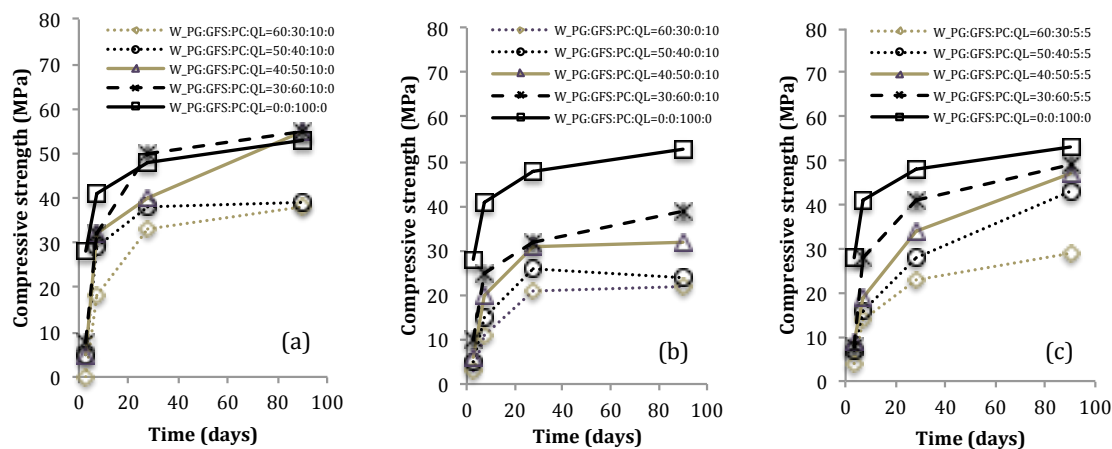 Compressive strength (MPa)
80
70
60
50
40
30
20
10
0
W_PG:GFS:PC:QL=60:30:10:0
W_PG:GFS:PC:QL=50:40:10:0
W_PG:GFS:PC:QL=40:50:10:0
W_PG:GFS:PC:QL=30:60:10:0
W_PG:GFS:PC:QL=0:0:100:0
(a)
0 20 40 60 80 100
Time (days)
Compressive strength (MPa)
80
70
60
50
40
30
20
10
0
W_PG:GFS:PC:QL=60:30:0:10
W_PG:GFS:PC:QL=50:40:0:10
W_PG:GFS:PC:QL=40:50:0:10
W_PG:GFS:PC:QL=30:60:0:10
W_PG:GFS:PC:QL=0:0:100:0
(b)
0 20 40 60 80 100
Time (days)
Compressive strength (MPa)
80
70
60
50
40
30
20
10
0
W_PG:GFS:PC:QL=60:30:5:5
W_PG:GFS:PC:QL=50:40:5:5
W_PG:GFS:PC:QL=40:50:5:5
W_PG:GFS:PC:QL=30:60:5:5
W_PG:GFS:PC:QL=0:0:100:0
(c)
0 20 40 60 80 100
Time (days)